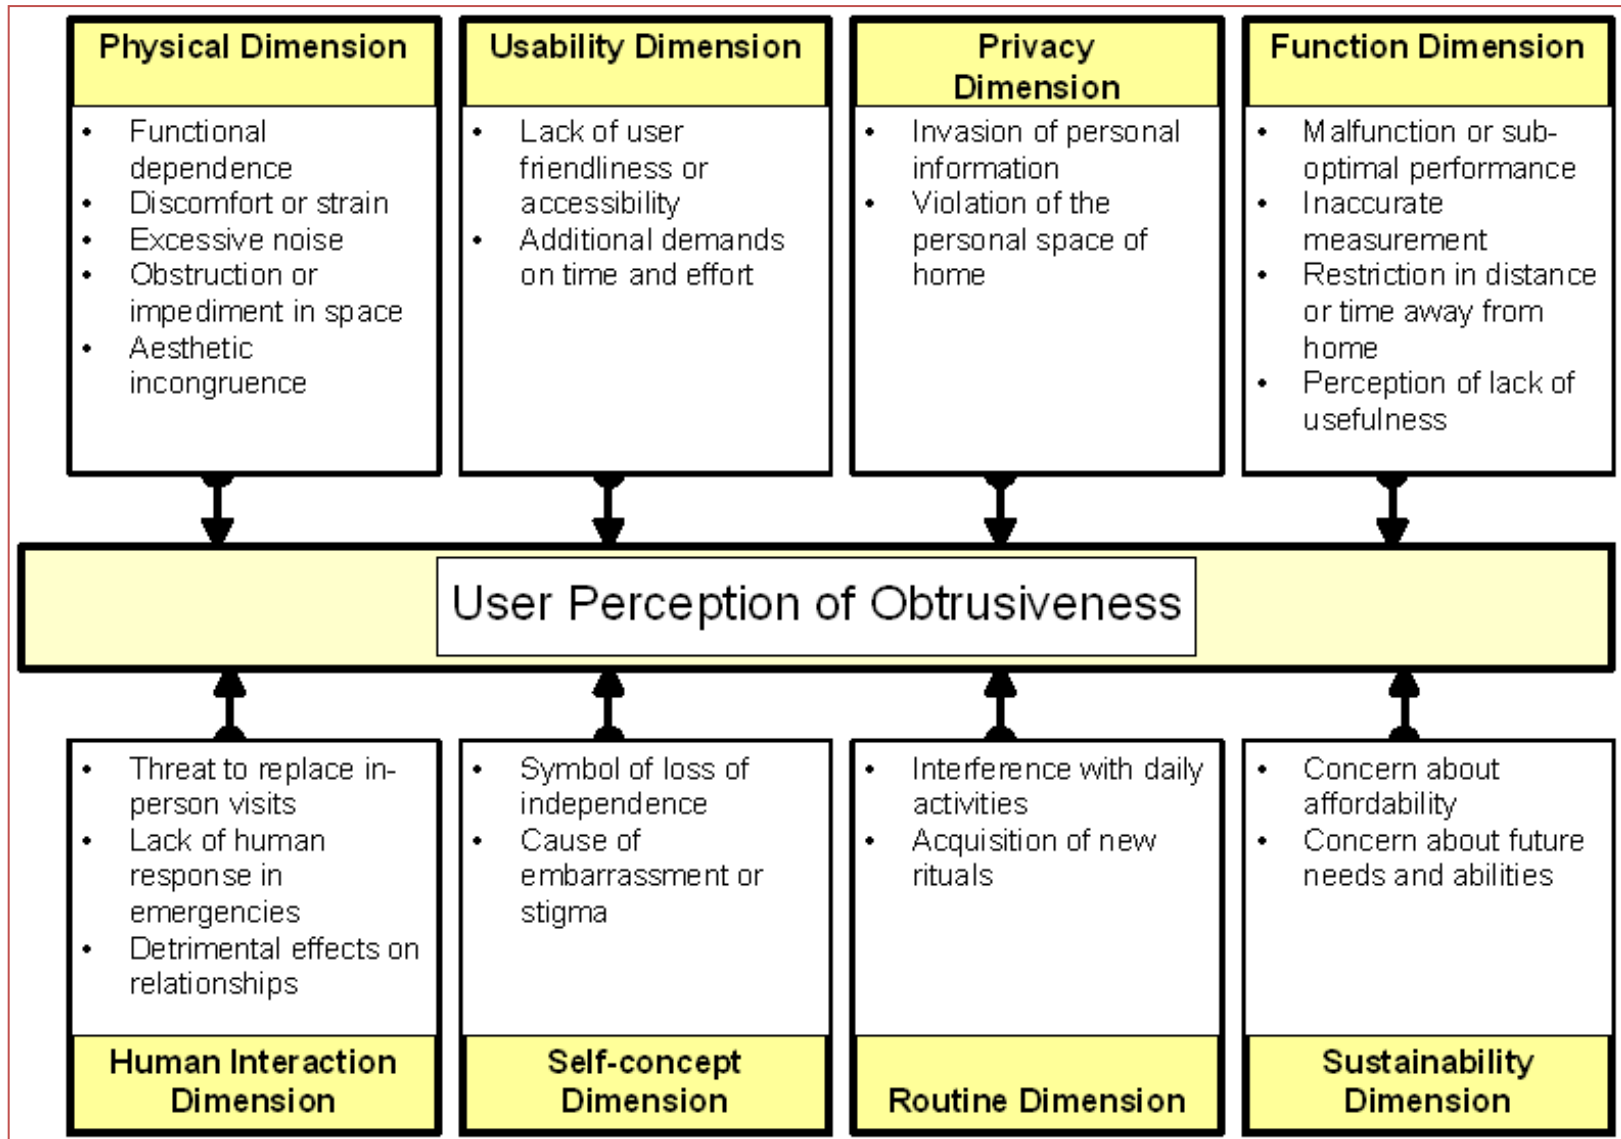 Physical Dimension
• Functional
dependence
• Discomfort or strain
• Excessive noise
• Obstruction or
impediment in space
• Aesthetic
incongruence
Usability Dimension
• Lack of user
friendliness or
accessibility
• Additional demands
on time and effort
Privacy
Dimension
• Invasion of personal
information
• Violation of the
personal space of
home
Function Dimension
• Malfunction or sub-
optimal performance
• Inaccurate
measurement
• Restriction in distance
or time away from
home
• Perception of lack of
usefulness
User Perception of Obtrusiveness
• Threat to replace in-
person visits
• Lack of human
response in
emergencies
• Detrimental effects on
relationships
Human Interaction
Dimension
• Symbol of loss of
independence
• Cause of
embarrassment or
stigma
Self-concept
Dimension
• Interference with daily
activities
• Acquisition of new
rituals
Routine Dimension
• Concern about
affordability
• Concern about future
needs and abilities
Sustainability
Dimension